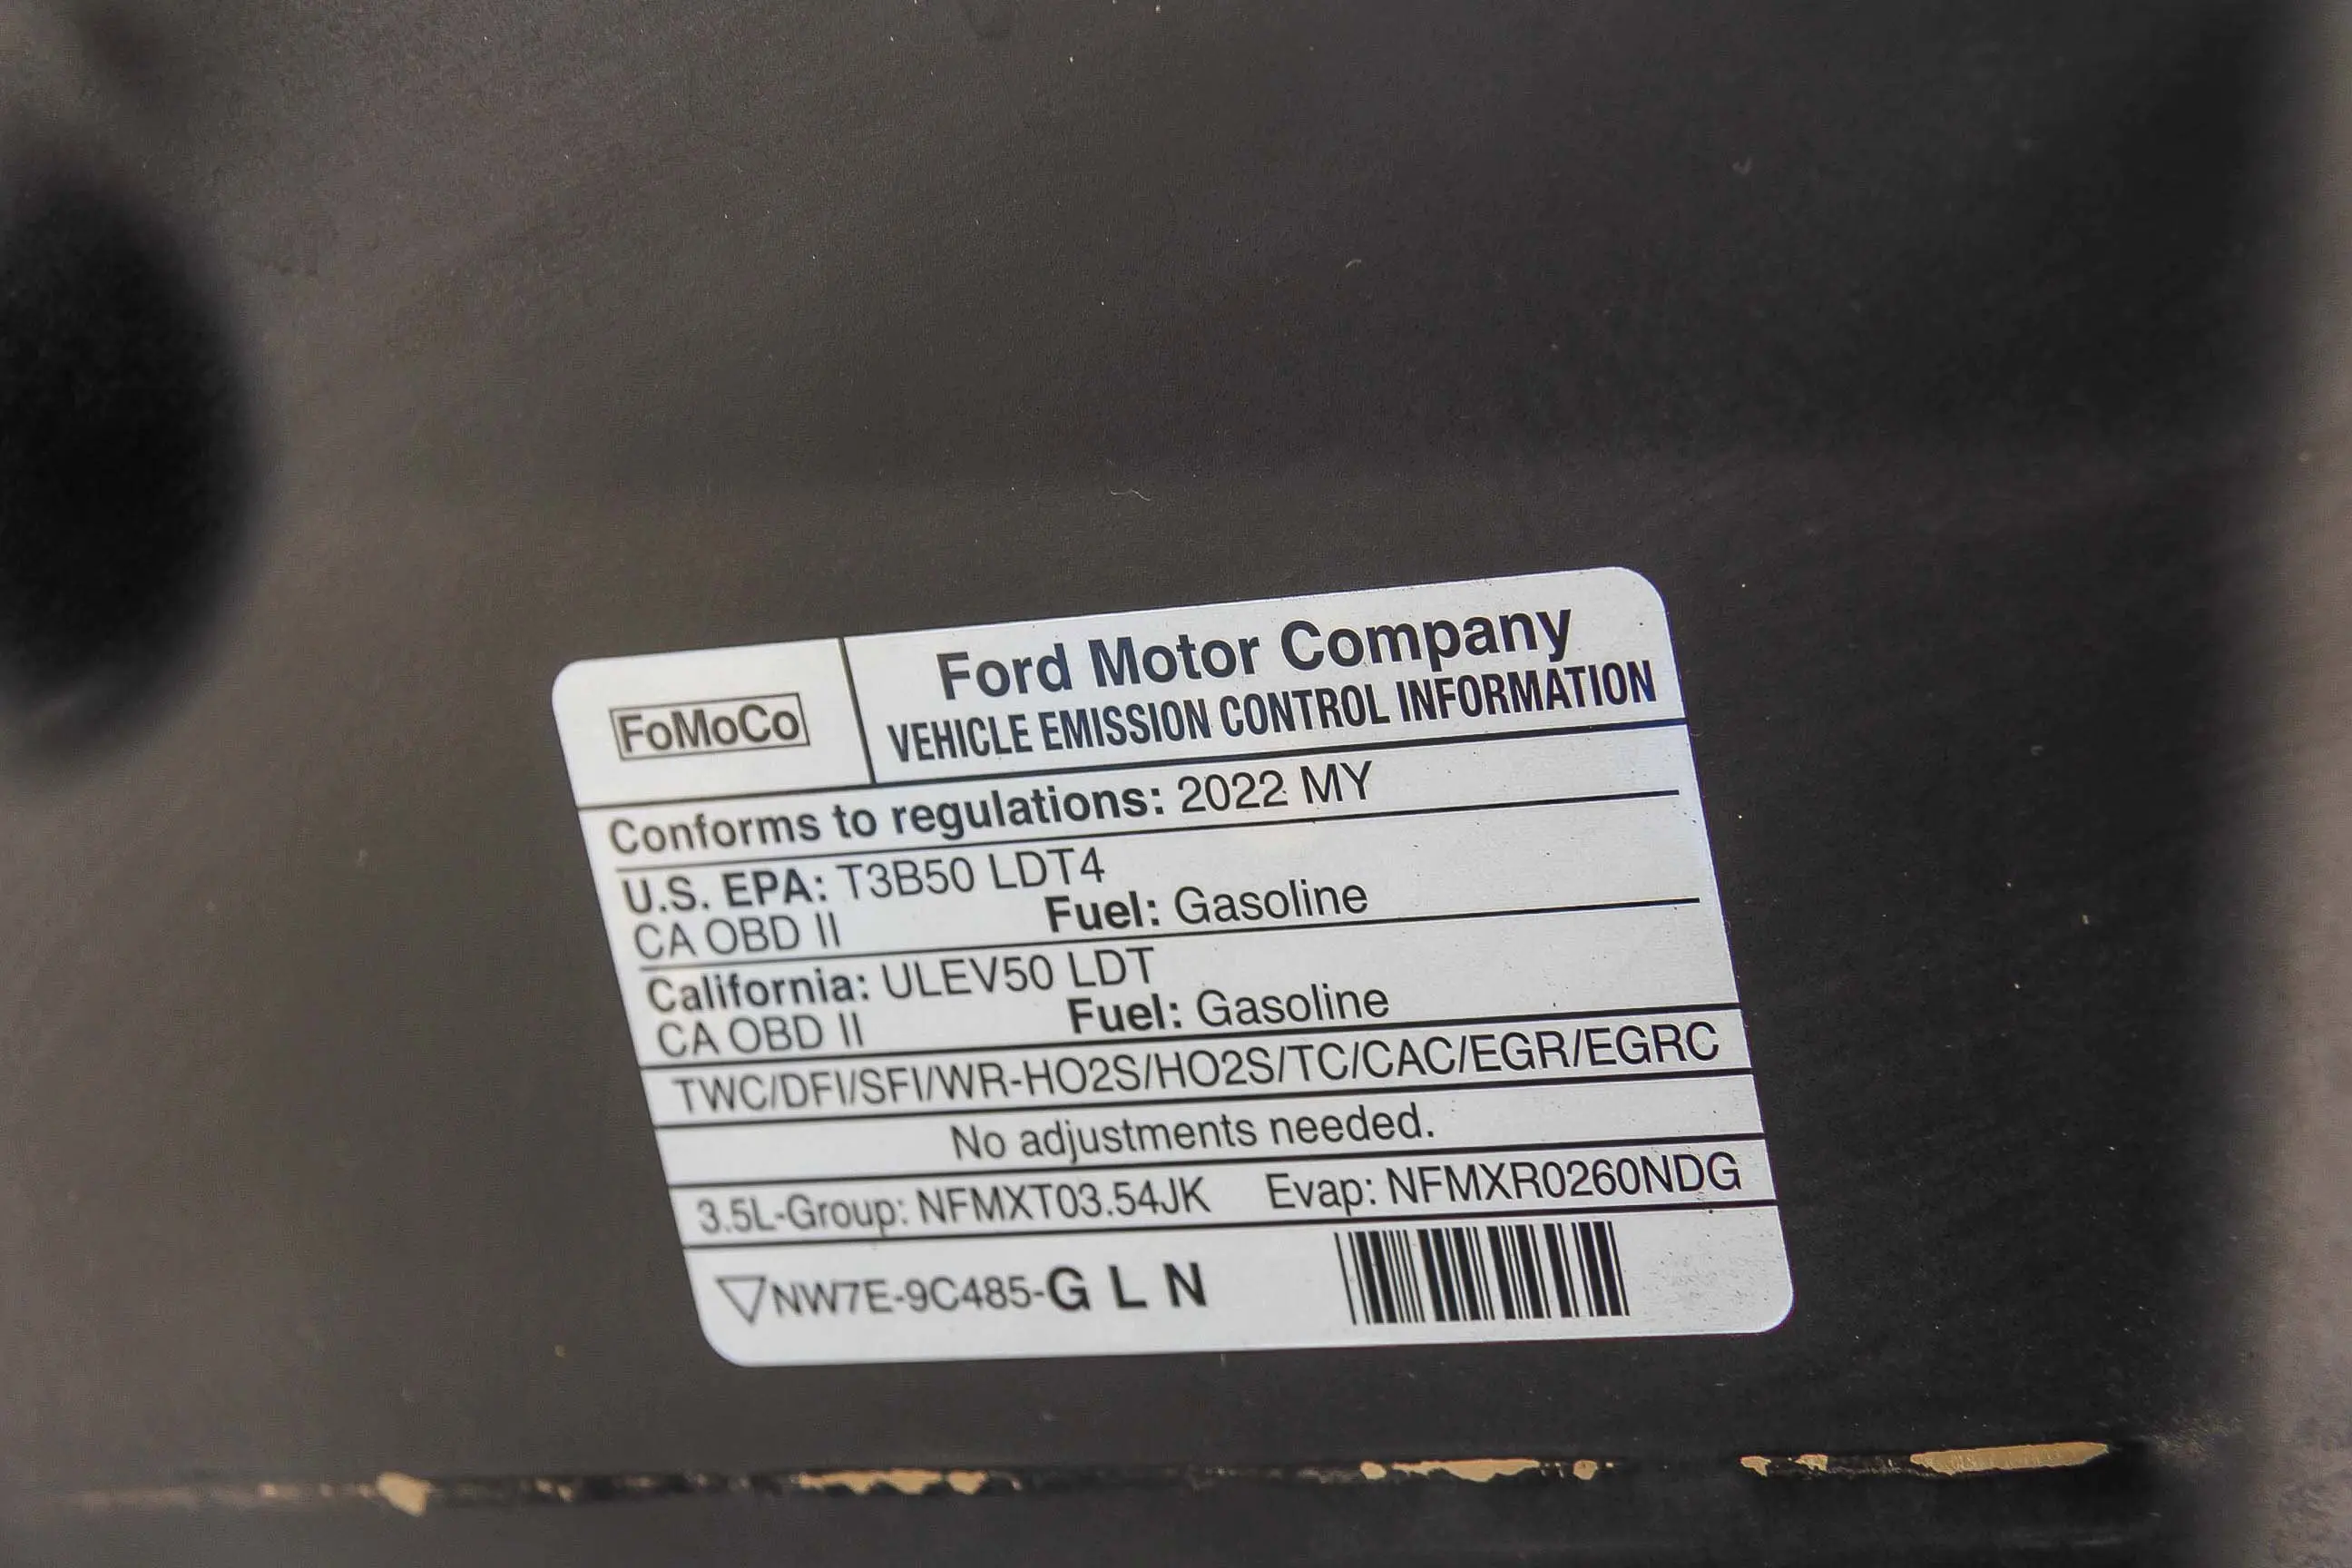 FoMoCo
Ford Motor Company
VEHICLE EMISSION CONTROL INFORMATION
Conforms to regulations: 2022 MY
U.S. EPA: T3B50 LDT4
CA OBD II Fuel: Gasoline
California: ULEV50 LDT
CA OBD II Fuel: Gasoline
TWC/DFI/SFI/WR-HO2S/HO2S/TC/CAC/EGR/EGRC
No adjustments needed.
3.5L-Group: NFMXT03.54JK Evap: NFMXR0260NDG
NW7E-9C485-G L N